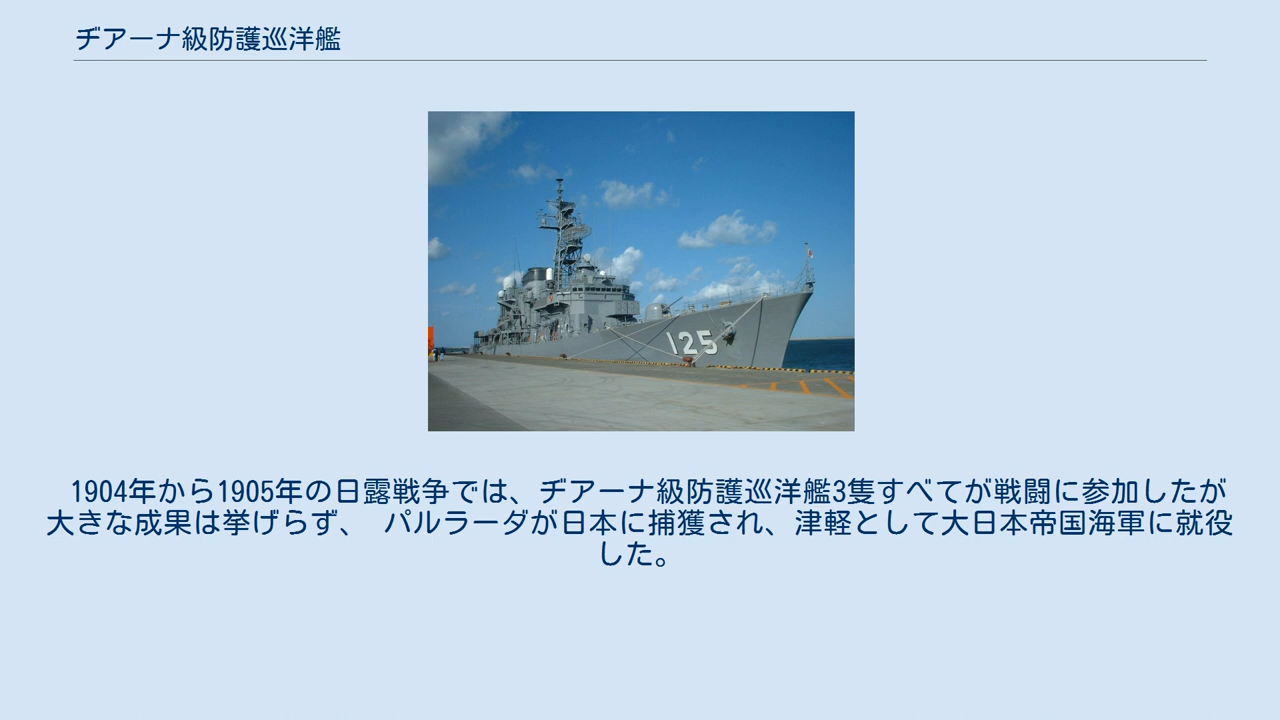 ヂアーナ級防護巡洋艦
125
1904年から1905年の日露戦争では、ヂアーナ級防護巡洋艦3隻すべてが戦闘に参加したが
大きな成果は挙げらず、 パルラーダが日本に捕獲され、津軽として大日本帝国海軍に就役
した。